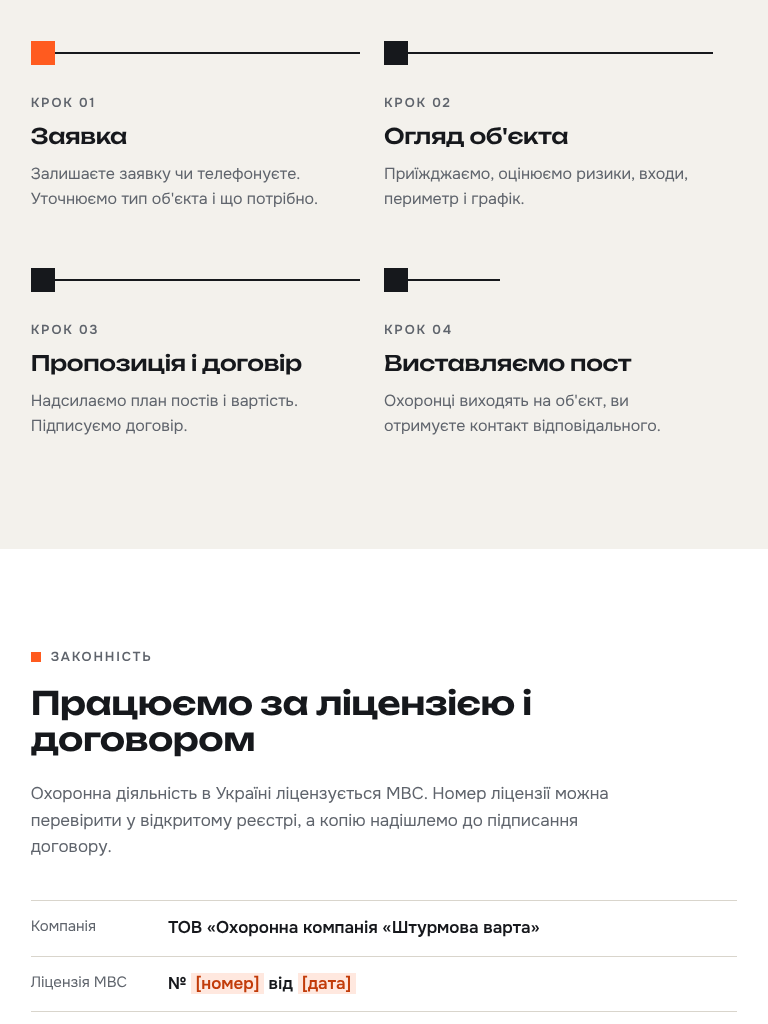 КРОК 01
Заявка
Залишаєте заявку чи телефонуєте.
Уточнюємо тип об'єкта і що потрібно.
КРОК 02
Огляд об'єкта
Приїжджаємо, оцінюємо ризики, входи,
периметр і графік.
КРОК 03
Пропозиція і договір
Надсилаємо план постів і вартість.
Підписуємо договір.
КРОК 04
Виставляємо пост
Охоронці виходять на об'єкт, ви
отримуєте контакт відповідального.
ЗАКОННІСТЬ
Працюємо за ліцензією і
договором
Охоронна діяльність в Україні ліцензується МВС. Номер ліцензії можна
перевірити у відкритому реєстрі, а копію надішлемо до підписання
договору.
Компанія ТОВ «Охоронна компанія «Штурмова варта»
Ліцензія МВС № [номер] від [дата]